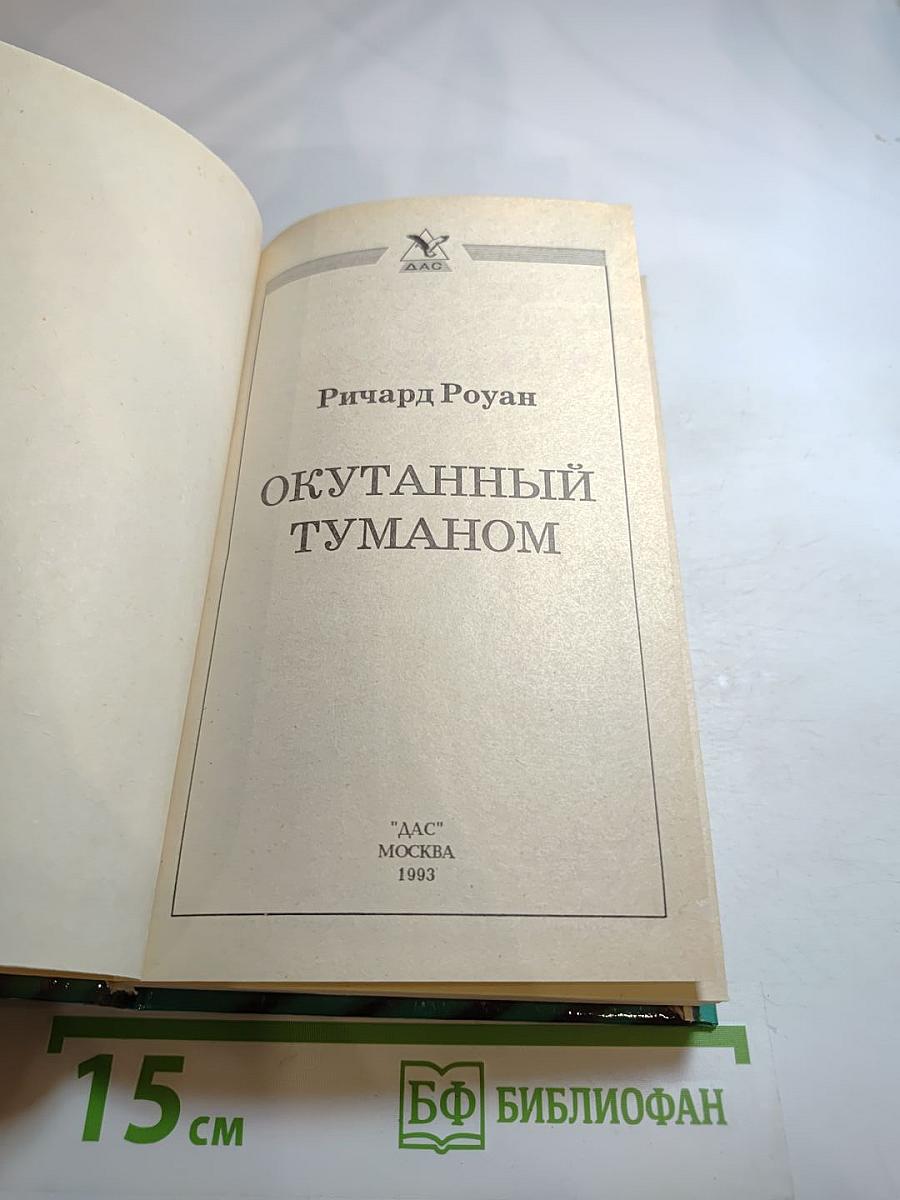 ДАС
Ричард Роуан
ОКУТАННЫЙ
ТУМАНОМ
"ДАС"
МОСКВА
1993
15 см
БФ БИБЛИОФАН